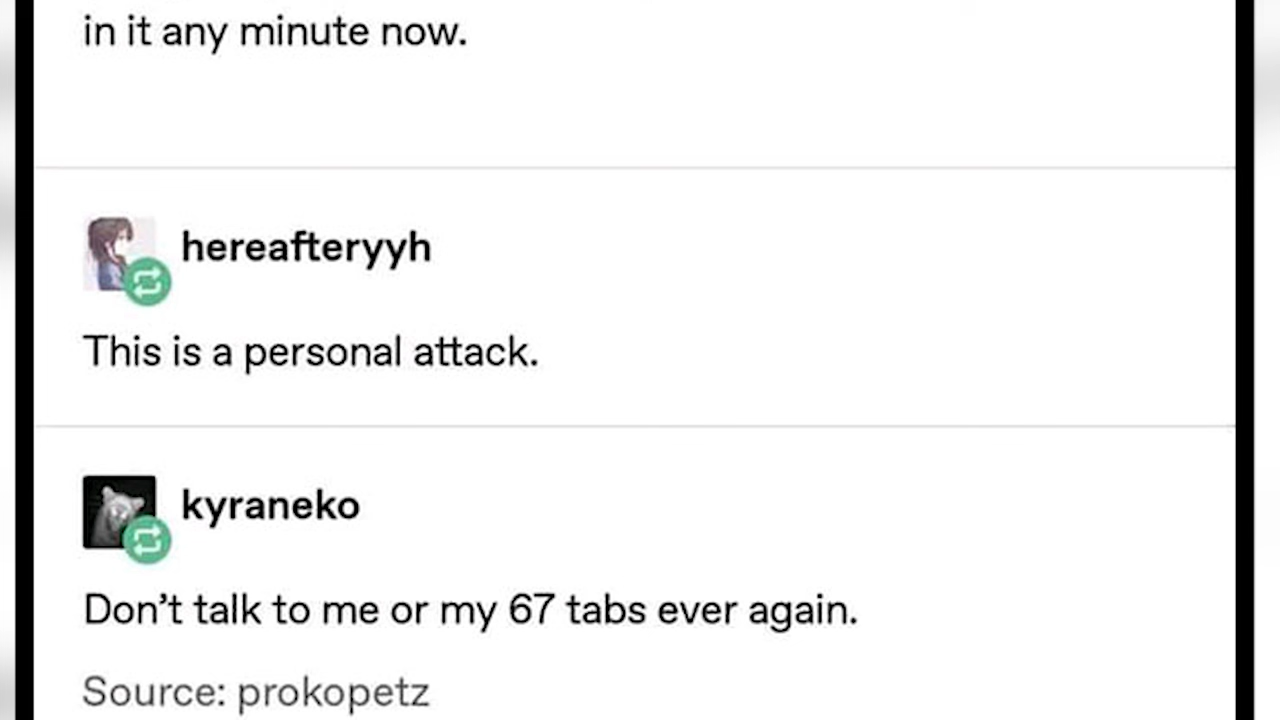 in it any minute now.
hereafteryyh
This is a personal attack.
kyraneko
Don’t talk to me or my 67 tabs ever again.
Source: prokopetz